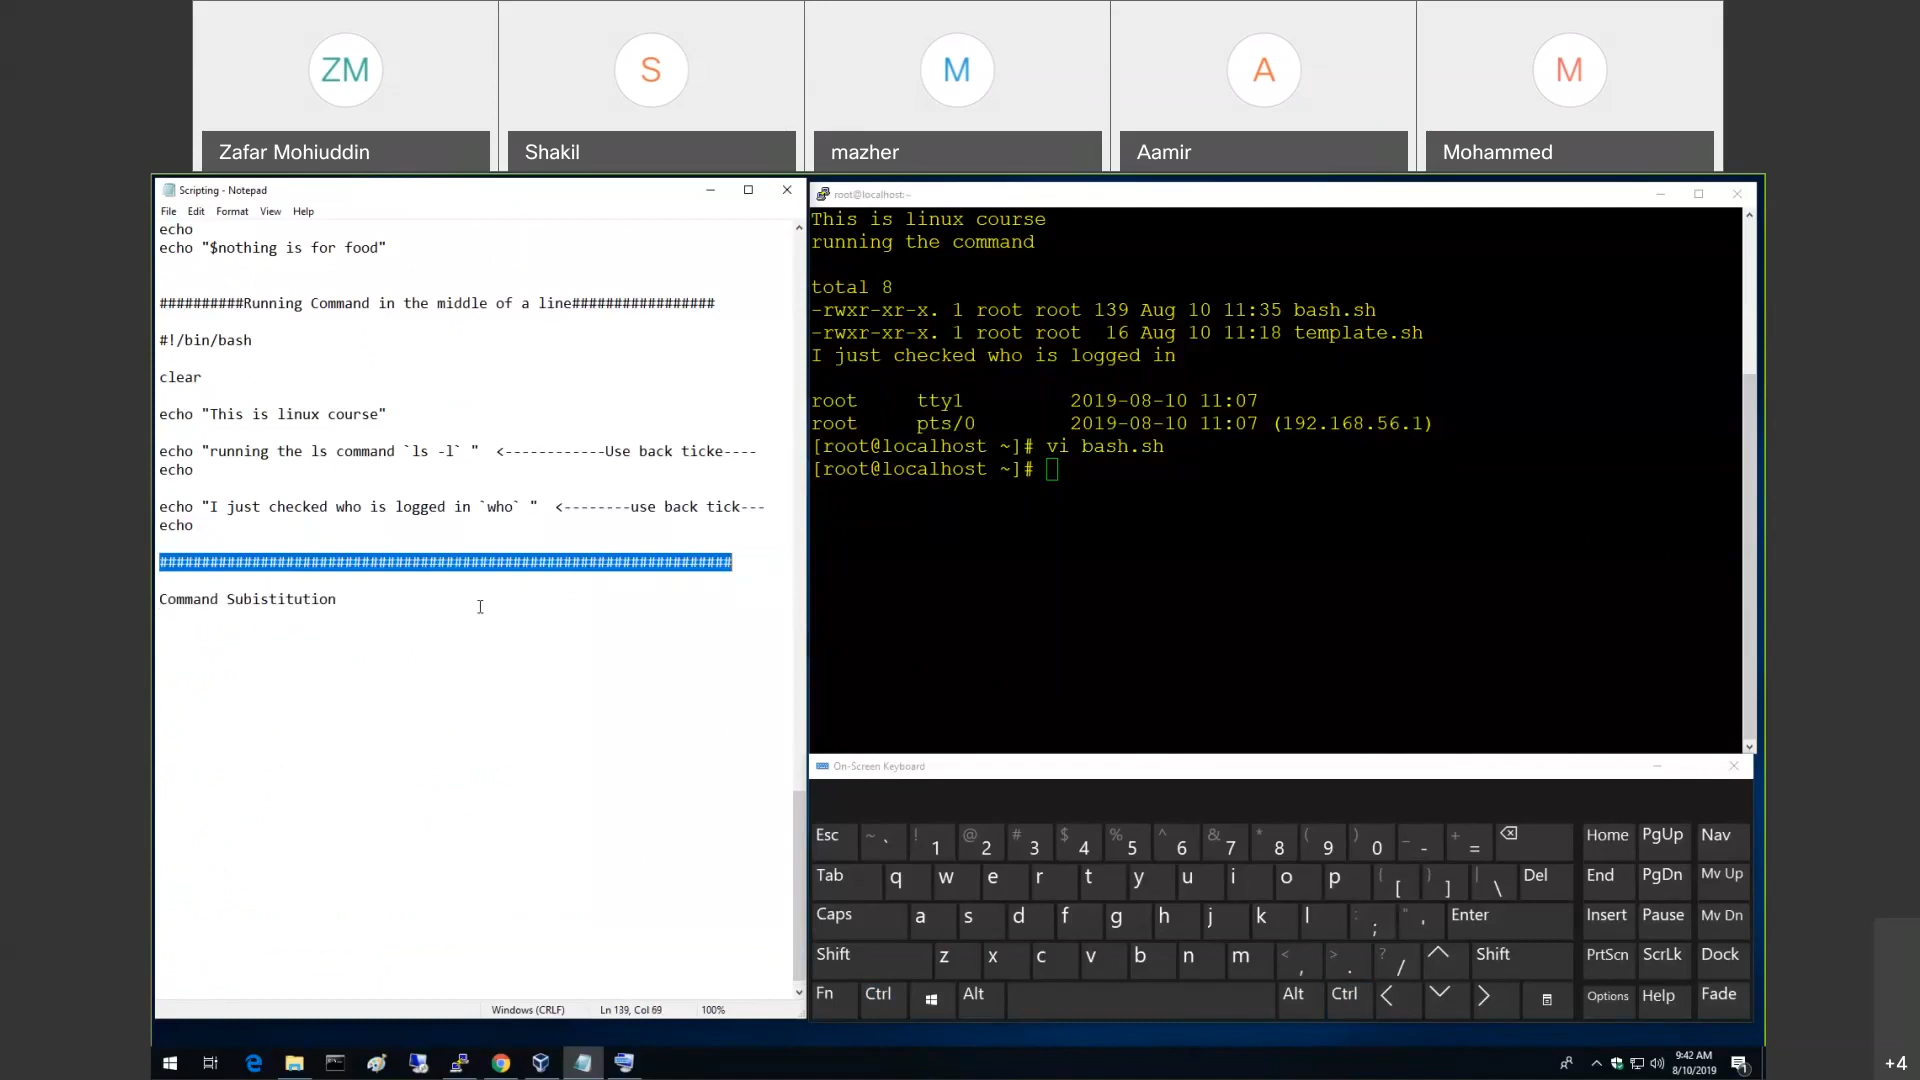 ZM
S
M
A
M
Zafar Mohiuddin
Shakil
mazher
Aamir
Mohammed
Scripting - Notepad
File Edit Format View Help
echo
echo "$nothing is for food"
##########Running Command in the middle of a line#################
#!/bin/bash
clear
echo "This is linux course"
echo "running the ls command `ls -l` "  <------------Use back ticke----
echo
echo "I just checked who is logged in `who` "  <--------use back tick---
echo
####################################################################
Command Subistitution
Windows (CRLF)
Ln 139, Col 69
100%
root@localhost:~
This is linux course
running the command
total 8
-rwxr-xr-x. 1 root root 139 Aug 10 11:35 bash.sh
-rwxr-xr-x. 1 root root  16 Aug 10 11:18 template.sh
I just checked who is logged in
root     tty1         2019-08-10 11:07
root     pts/0        2019-08-10 11:07 (192.168.56.1)
[root@localhost ~]# vi bash.sh
[root@localhost ~]#
On-Screen Keyboard
Esc ~ ` ! 1 @ 2 # 3 $ 4 % 5 ^ 6 & 7 * 8 ( 9 ) 0 _ - + = Home PgUp Nav
Tab q w e r t y u i o p { [ } ] | \ Del End PgDn Mv Up
Caps a s d f g h j k l : ; " ' Enter Insert Pause Mv Dn
Shift z x c v b n m < , > . ? / Shift PrtScn ScrLk Dock
Fn Ctrl Alt Alt Ctrl Options Help Fade
9:42 AM
8/10/2019
1
+4